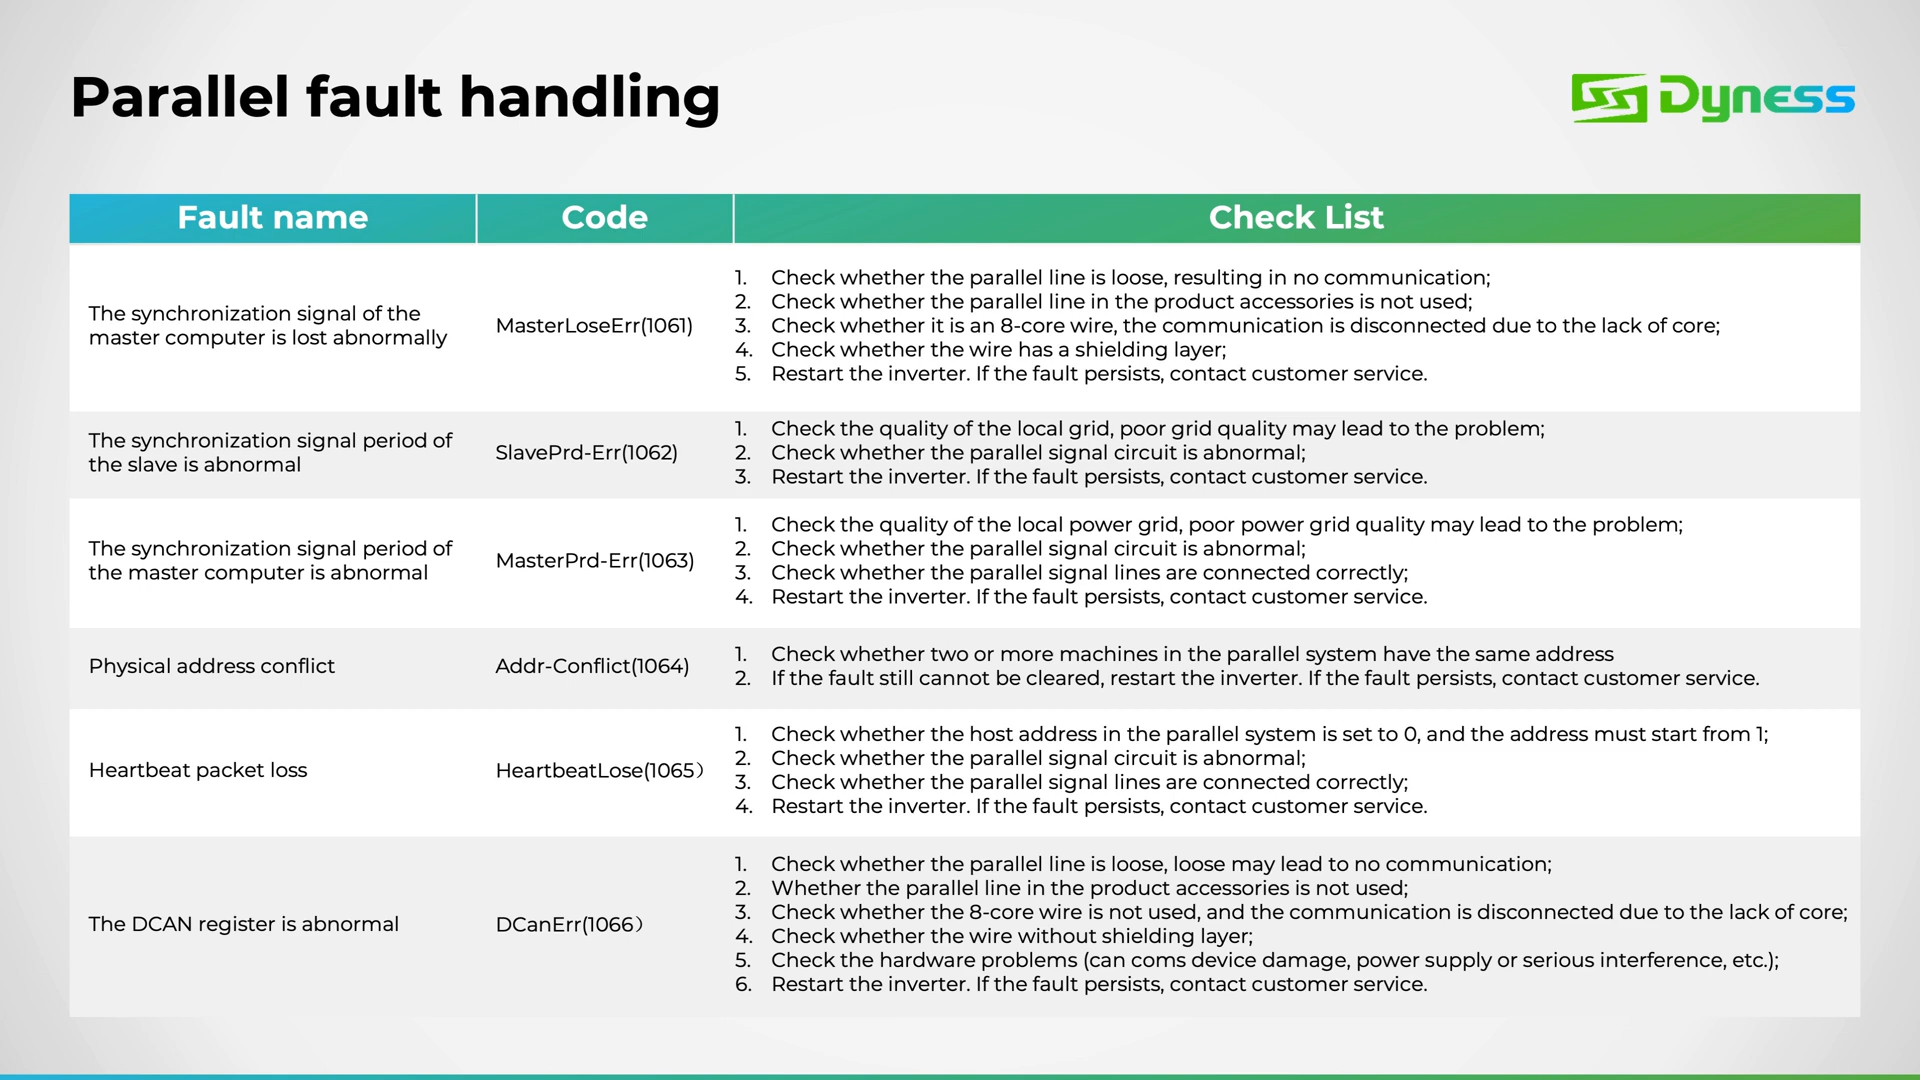 Parallel fault handling
Dyness
Fault name
Code
Check List
The synchronization signal of the
master computer is lost abnormally
MasterLoseErr(1061)
1. Check whether the parallel line is loose, resulting in no communication;
2. Check whether the parallel line in the product accessories is not used;
3. Check whether it is an 8-core wire, the communication is disconnected due to the lack of core;
4. Check whether the wire has a shielding layer;
5. Restart the inverter. If the fault persists, contact customer service.
The synchronization signal period of
the slave is abnormal
SlavePrd-Err(1062)
1. Check the quality of the local grid, poor grid quality may lead to the problem;
2. Check whether the parallel signal circuit is abnormal;
3. Restart the inverter. If the fault persists, contact customer service.
The synchronization signal period of
the master computer is abnormal
MasterPrd-Err(1063)
1. Check the quality of the local power grid, poor power grid quality may lead to the problem;
2. Check whether the parallel signal circuit is abnormal;
3. Check whether the parallel signal lines are connected correctly;
4. Restart the inverter. If the fault persists, contact customer service.
Physical address conflict
Addr-Conflict(1064)
1. Check whether two or more machines in the parallel system have the same address
2. If the fault still cannot be cleared, restart the inverter. If the fault persists, contact customer service.
Heartbeat packet loss
HeartbeatLose(1065）
1. Check whether the host address in the parallel system is set to 0, and the address must start from 1;
2. Check whether the parallel signal circuit is abnormal;
3. Check whether the parallel signal lines are connected correctly;
4. Restart the inverter. If the fault persists, contact customer service.
The DCAN register is abnormal
DCanErr(1066）
1. Check whether the parallel line is loose, loose may lead to no communication;
2. Whether the parallel line in the product accessories is not used;
3. Check whether the 8-core wire is not used, and the communication is disconnected due to the lack of core;
4. Check whether the wire without shielding layer;
5. Check the hardware problems (can coms device damage, power supply or serious interference, etc.);
6. Restart the inverter. If the fault persists, contact customer service.